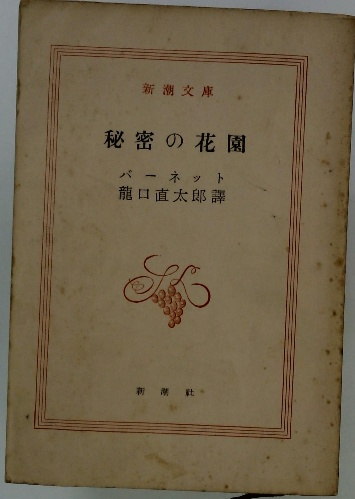 新潮文庫
秘密の花園
バーネット
龍口直太郎譯
新潮社